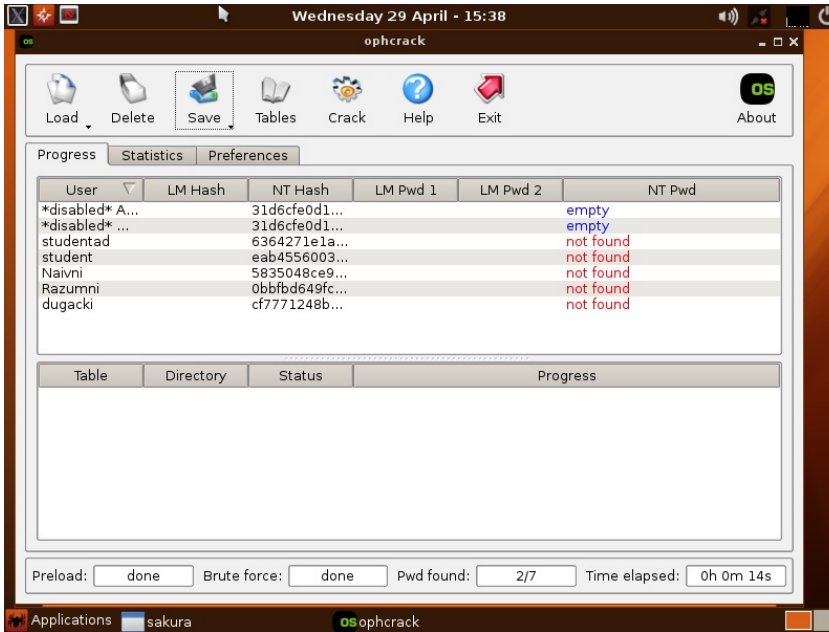 Wednesday 29 April - 15:38
os ophcrack
Load Delete Save Tables Crack Help Exit OS About
Progress Statistics Preferences
User LM Hash NT Hash LM Pwd 1 LM Pwd 2 NT Pwd
*disabled* A... 31d6cfe0d1... empty
*disabled* ... 31d6cfe0d1... empty
studentad 6364271e1a... not found
student eab4556003... not found
Naivni 5835048ce9... not found
Razumni 0bbfbd649fc... not found
dugacki cf7771248b... not found
Table Directory Status Progress
Preload: done Brute force: done Pwd found: 2/7 Time elapsed: 0h 0m 14s
Applications sakura OS ophcrack